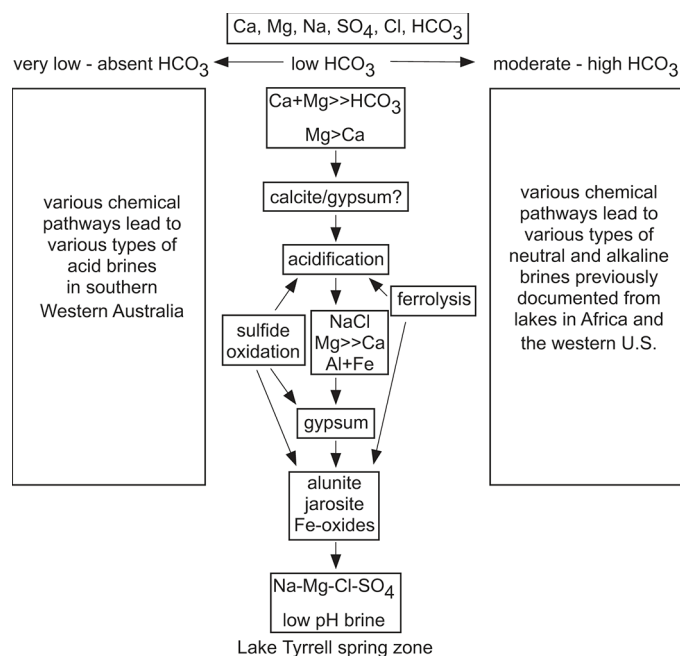 Ca, Mg, Na, SO₄, Cl, HCO₃
very low - absent HCO₃
low HCO₃
moderate - high HCO₃
Ca+Mg>>HCO₃
Mg>Ca
calcite/gypsum?
acidification
ferrolysis
sulfide
oxidation
NaCl
Mg>>Ca
Al+Fe
gypsum
alunite
jarosite
Fe-oxides
Na-Mg-Cl-SO₄
low pH brine
Lake Tyrrell spring zone
various chemical
pathways lead to
various types of
acid brines
in southern
Western Australia
various chemical
pathways lead to
various types of
neutral and alkaline
brines previously
documented from
lakes in Africa and
the western U.S.